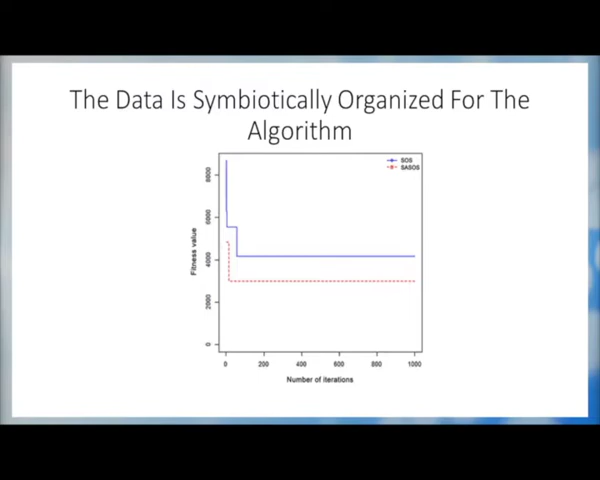 The Data Is Symbiotically Organized For The
Algorithm
SOS
SASOS
Fitness value
8000
6000
4000
2000
0
0 200 400 600 800 1000
Number of iterations